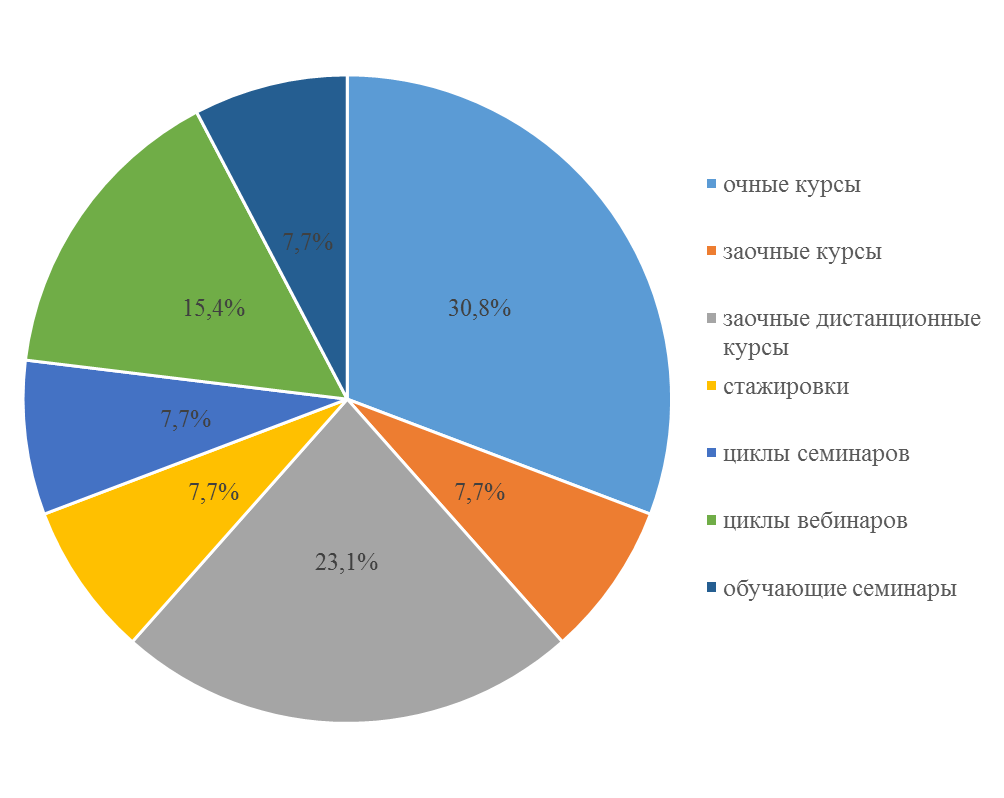 7,7%
15,4%
30,8%
7,7%
7,7%
7,7%
23,1%
очные курсы
заочные курсы
заочные дистанционные
курсы
стажировки
циклы семинаров
циклы вебинаров
обучающие семинары